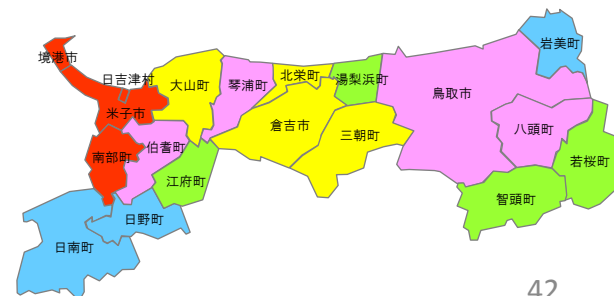 境港市
日吉津村
米子市
大山町
琴浦町
北栄町
湯梨浜町
鳥取市
岩美町
南部町
伯耆町
倉吉市
三朝町
八頭町
若桜町
江府町
智頭町
日南町
日野町
42